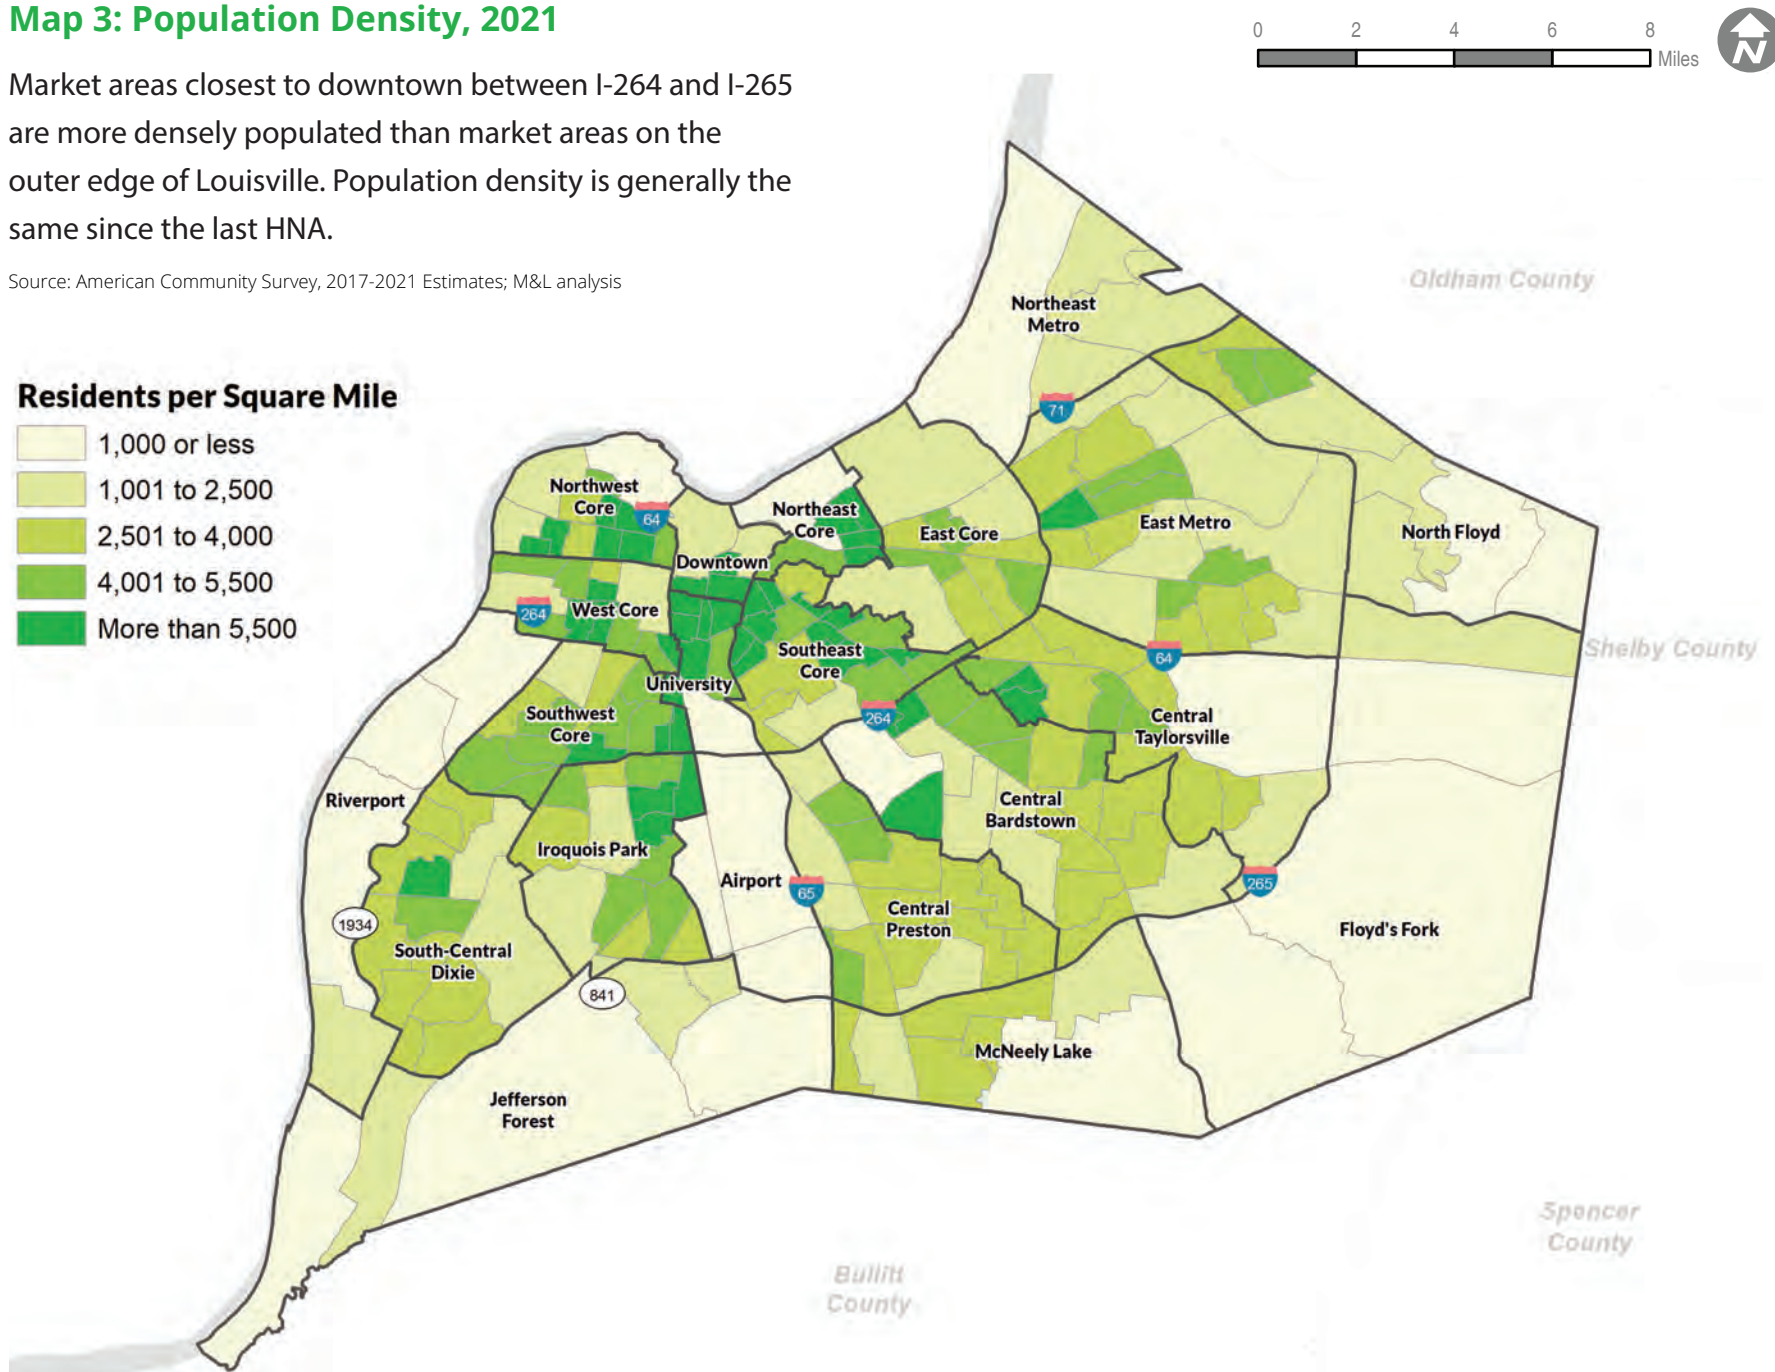 Map 3: Population Density, 2021
0 2 4 6 8
Miles
N
Market areas closest to downtown between I-264 and I-265
are more densely populated than market areas on the
outer edge of Louisville. Population density is generally the
same since the last HNA.
Source: American Community Survey, 2017-2021 Estimates; M&L analysis
Residents per Square Mile
1,000 or less
1,001 to 2,500
2,501 to 4,000
4,001 to 5,500
More than 5,500
Oldham County
Northeast
Metro
71
Northwest
Core
64
Northeast
Core
East Core
East Metro
North Floyd
Downtown
264
West Core
Southeast
Core
64
Shelby County
University
Southwest
Core
264
Central
Taylorsville
Riverport
Central
Bardstown
Iroquois Park
Airport
65
265
1934
Central
Preston
Floyd's Fork
South-Central
Dixie
841
McNeely Lake
Jefferson
Forest
Spencer
County
Bullitt
County